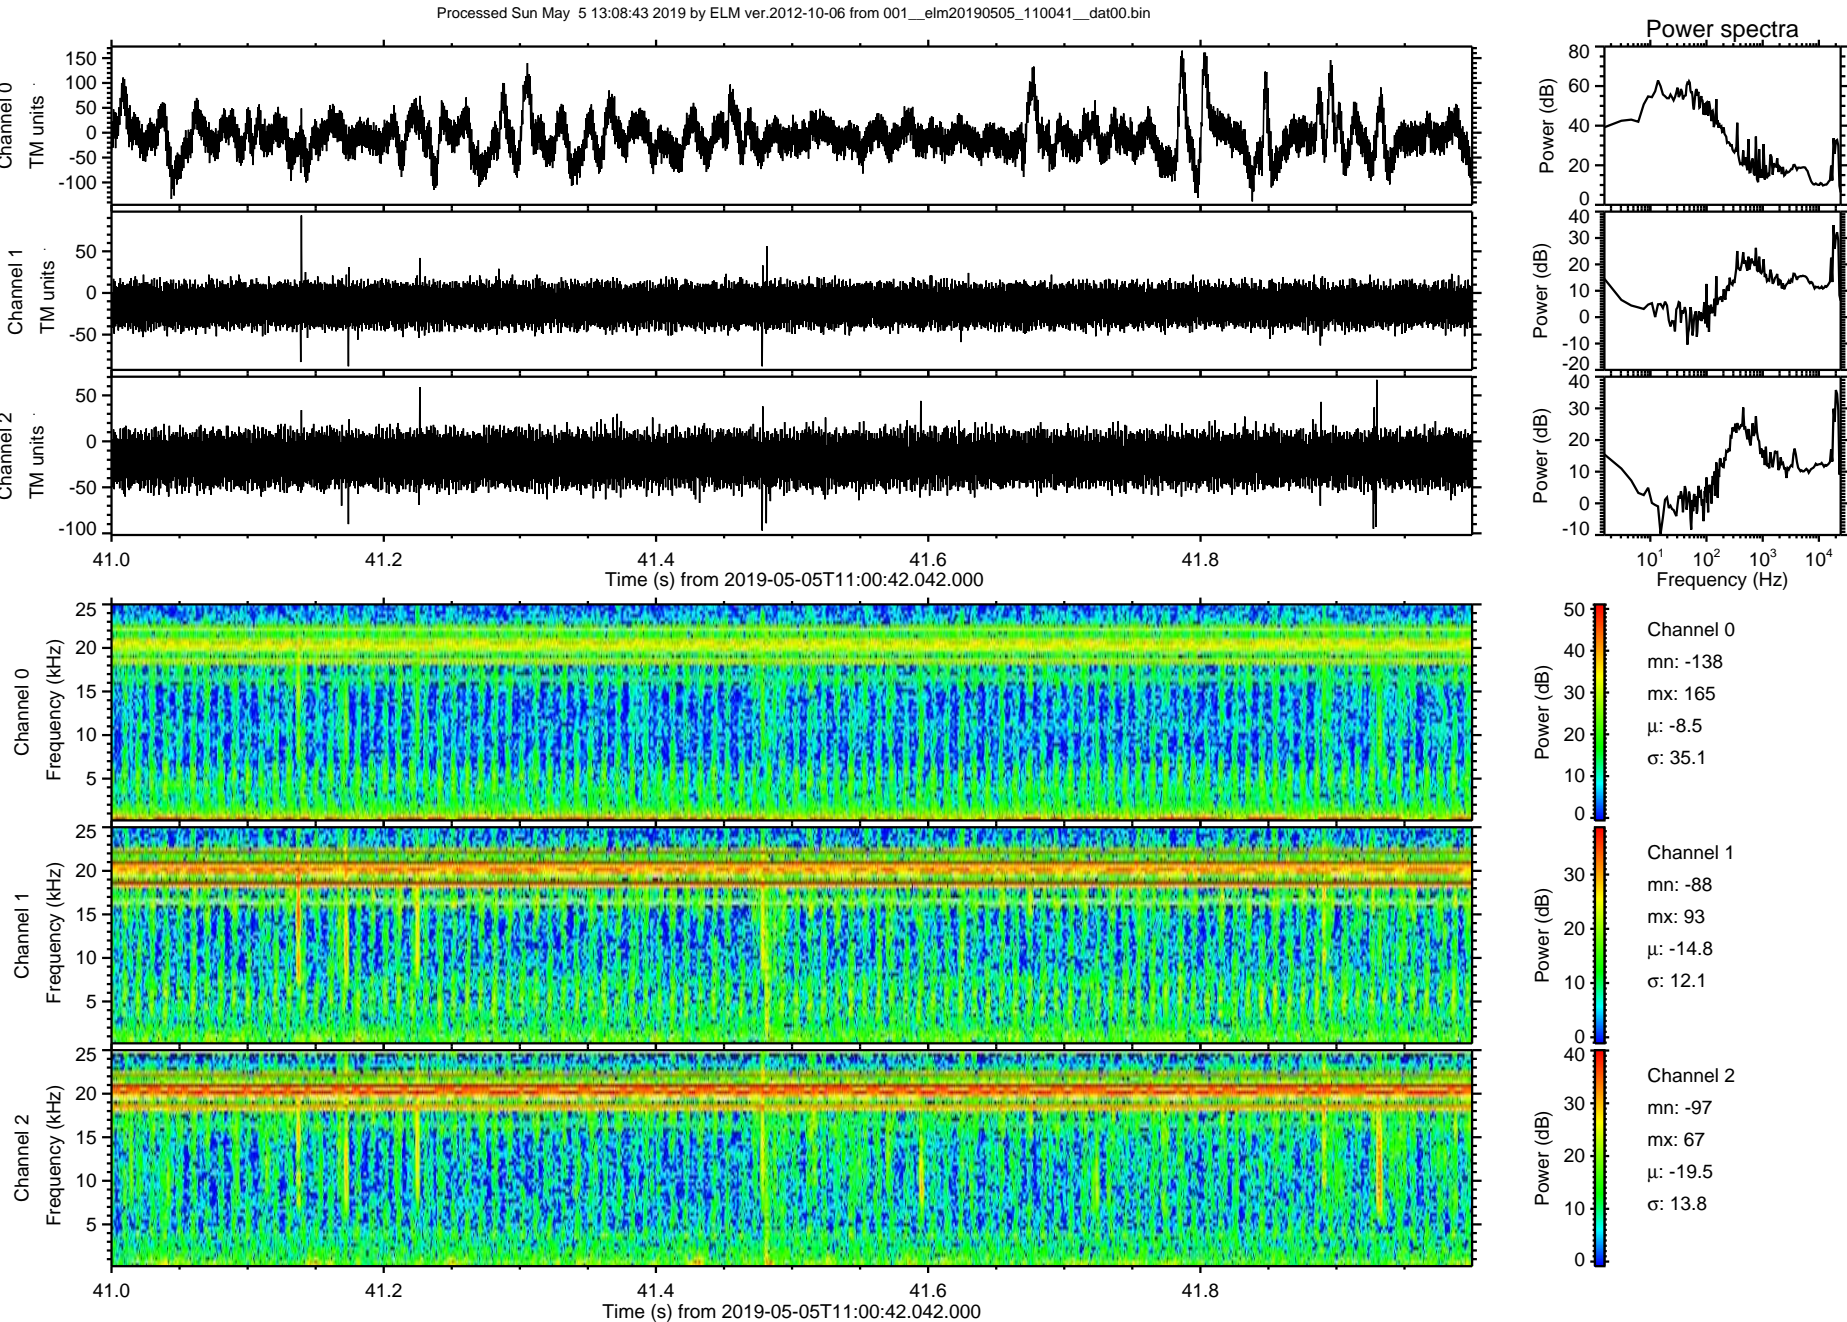 Processed Sun May 5 13:08:43 2019 by ELM ver.2012-10-06 from 001__elm20190505_110041__dat00.bin
Power spectra
Channel 0
TM units
150
100
50
0
-50
-100
Power (dB)
80
60
40
20
0
Channel 1
TM units
50
0
-50
Power (dB)
40
30
20
10
0
-10
-20
Channel 2
TM units
50
0
-50
-100
Power (dB)
40
30
20
10
0
-10
41.0 41.2 41.4 41.6 41.8
Time (s) from 2019-05-05T11:00:42.042.000
10^1 10^2 10^3 10^4
Frequency (Hz)
Channel 0
Frequency (kHz)
25
20
15
10
5
Power (dB)
50
40
30
20
10
0
Channel 0
mn: -138
mx: 165
μ: -8.5
σ: 35.1
Channel 1
Frequency (kHz)
25
20
15
10
5
Power (dB)
30
20
10
0
Channel 1
mn: -88
mx: 93
μ: -14.8
σ: 12.1
Channel 2
Frequency (kHz)
25
20
15
10
5
Power (dB)
40
30
20
10
0
Channel 2
mn: -97
mx: 67
μ: -19.5
σ: 13.8
41.0 41.2 41.4 41.6 41.8
Time (s) from 2019-05-05T11:00:42.042.000